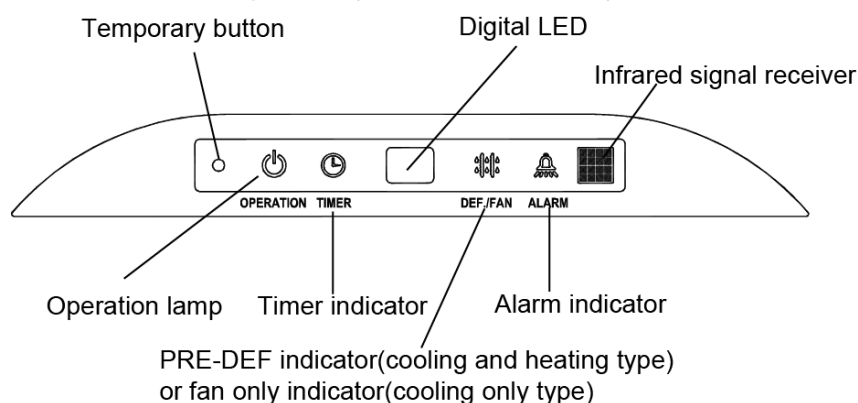 Temporary button
Digital LED
Infrared signal receiver
OPERATION TIMER
DEF./FAN ALARM
Operation lamp
Timer indicator
Alarm indicator
PRE-DEF indicator(cooling and heating type)
or fan only indicator(cooling only type)